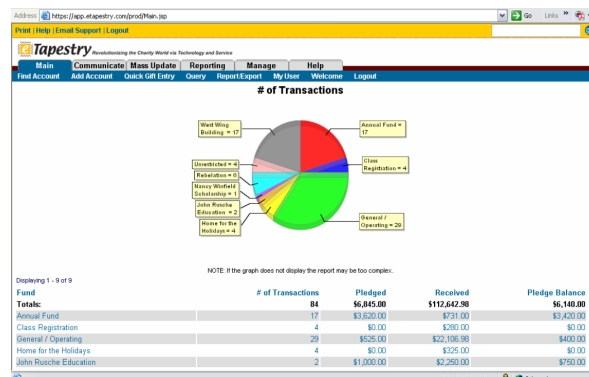 Address https://app.etapestry.com/prod/Main.jsp Go Links »
Print | Help | Email Support | Logout
eTapestry Revolutionizing the Charity World via Technology and Service
Main Communicate Mass Update Reporting Manage Help
Find Account Add Account Quick Gift Entry Query Report/Export My User Welcome Logout
# of Transactions
West Wing
Building = 17
Annual Fund =
17
Class
Registration = 4
Unrestricted = 4
Rebelation = 6
Nancy Winfield
Scholarship = 1
John Rusche
Education = 2
Home for the
Holidays = 4
General /
Operating = 29
NOTE: If the graph does not display the report may be too complex.
Displaying 1 - 9 of 9
Fund # of Transactions Pledged Received Pledge Balance
Totals: 84 $6,845.00 $112,642.98 $6,140.00
Annual Fund 17 $3,620.00 $731.00 $3,420.00
Class Registration 4 $0.00 $280.00 $0.00
General / Operating 29 $525.00 $22,106.98 $400.00
Home for the Holidays 4 $0.00 $325.00 $0.00
John Rusche Education 2 $1,000.00 $2,250.00 $750.00